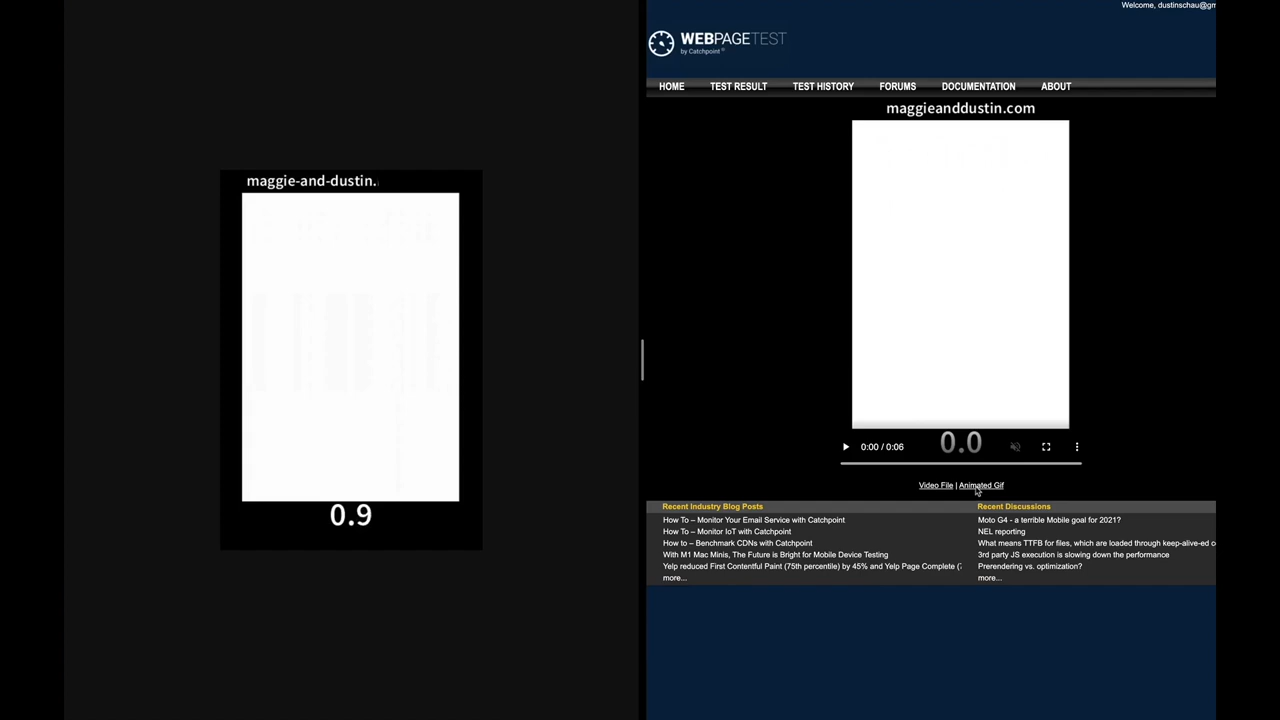 maggie-and-dustin.
0.9
Welcome, dustinschau@gm
WEBPAGETEST
by Catchpoint
HOME TEST RESULT TEST HISTORY FORUMS DOCUMENTATION ABOUT
maggieanddustin.com
0:00 / 0:06
0.0
Video File | Animated Gif
Recent Industry Blog Posts
How To – Monitor Your Email Service with Catchpoint
How To – Monitor IoT with Catchpoint
How to – Benchmark CDNs with Catchpoint
With M1 Mac Minis, The Future is Bright for Mobile Device Testing
Yelp reduced First Contentful Paint (75th percentile) by 45% and Yelp Page Complete (
more...
Recent Discussions
Moto G4 - a terrible Mobile goal for 2021?
NEL reporting
What means TTFB for files, which are loaded through keep-alive-ed c
3rd party JS execution is slowing down the performance
Prerendering vs. optimization?
more...